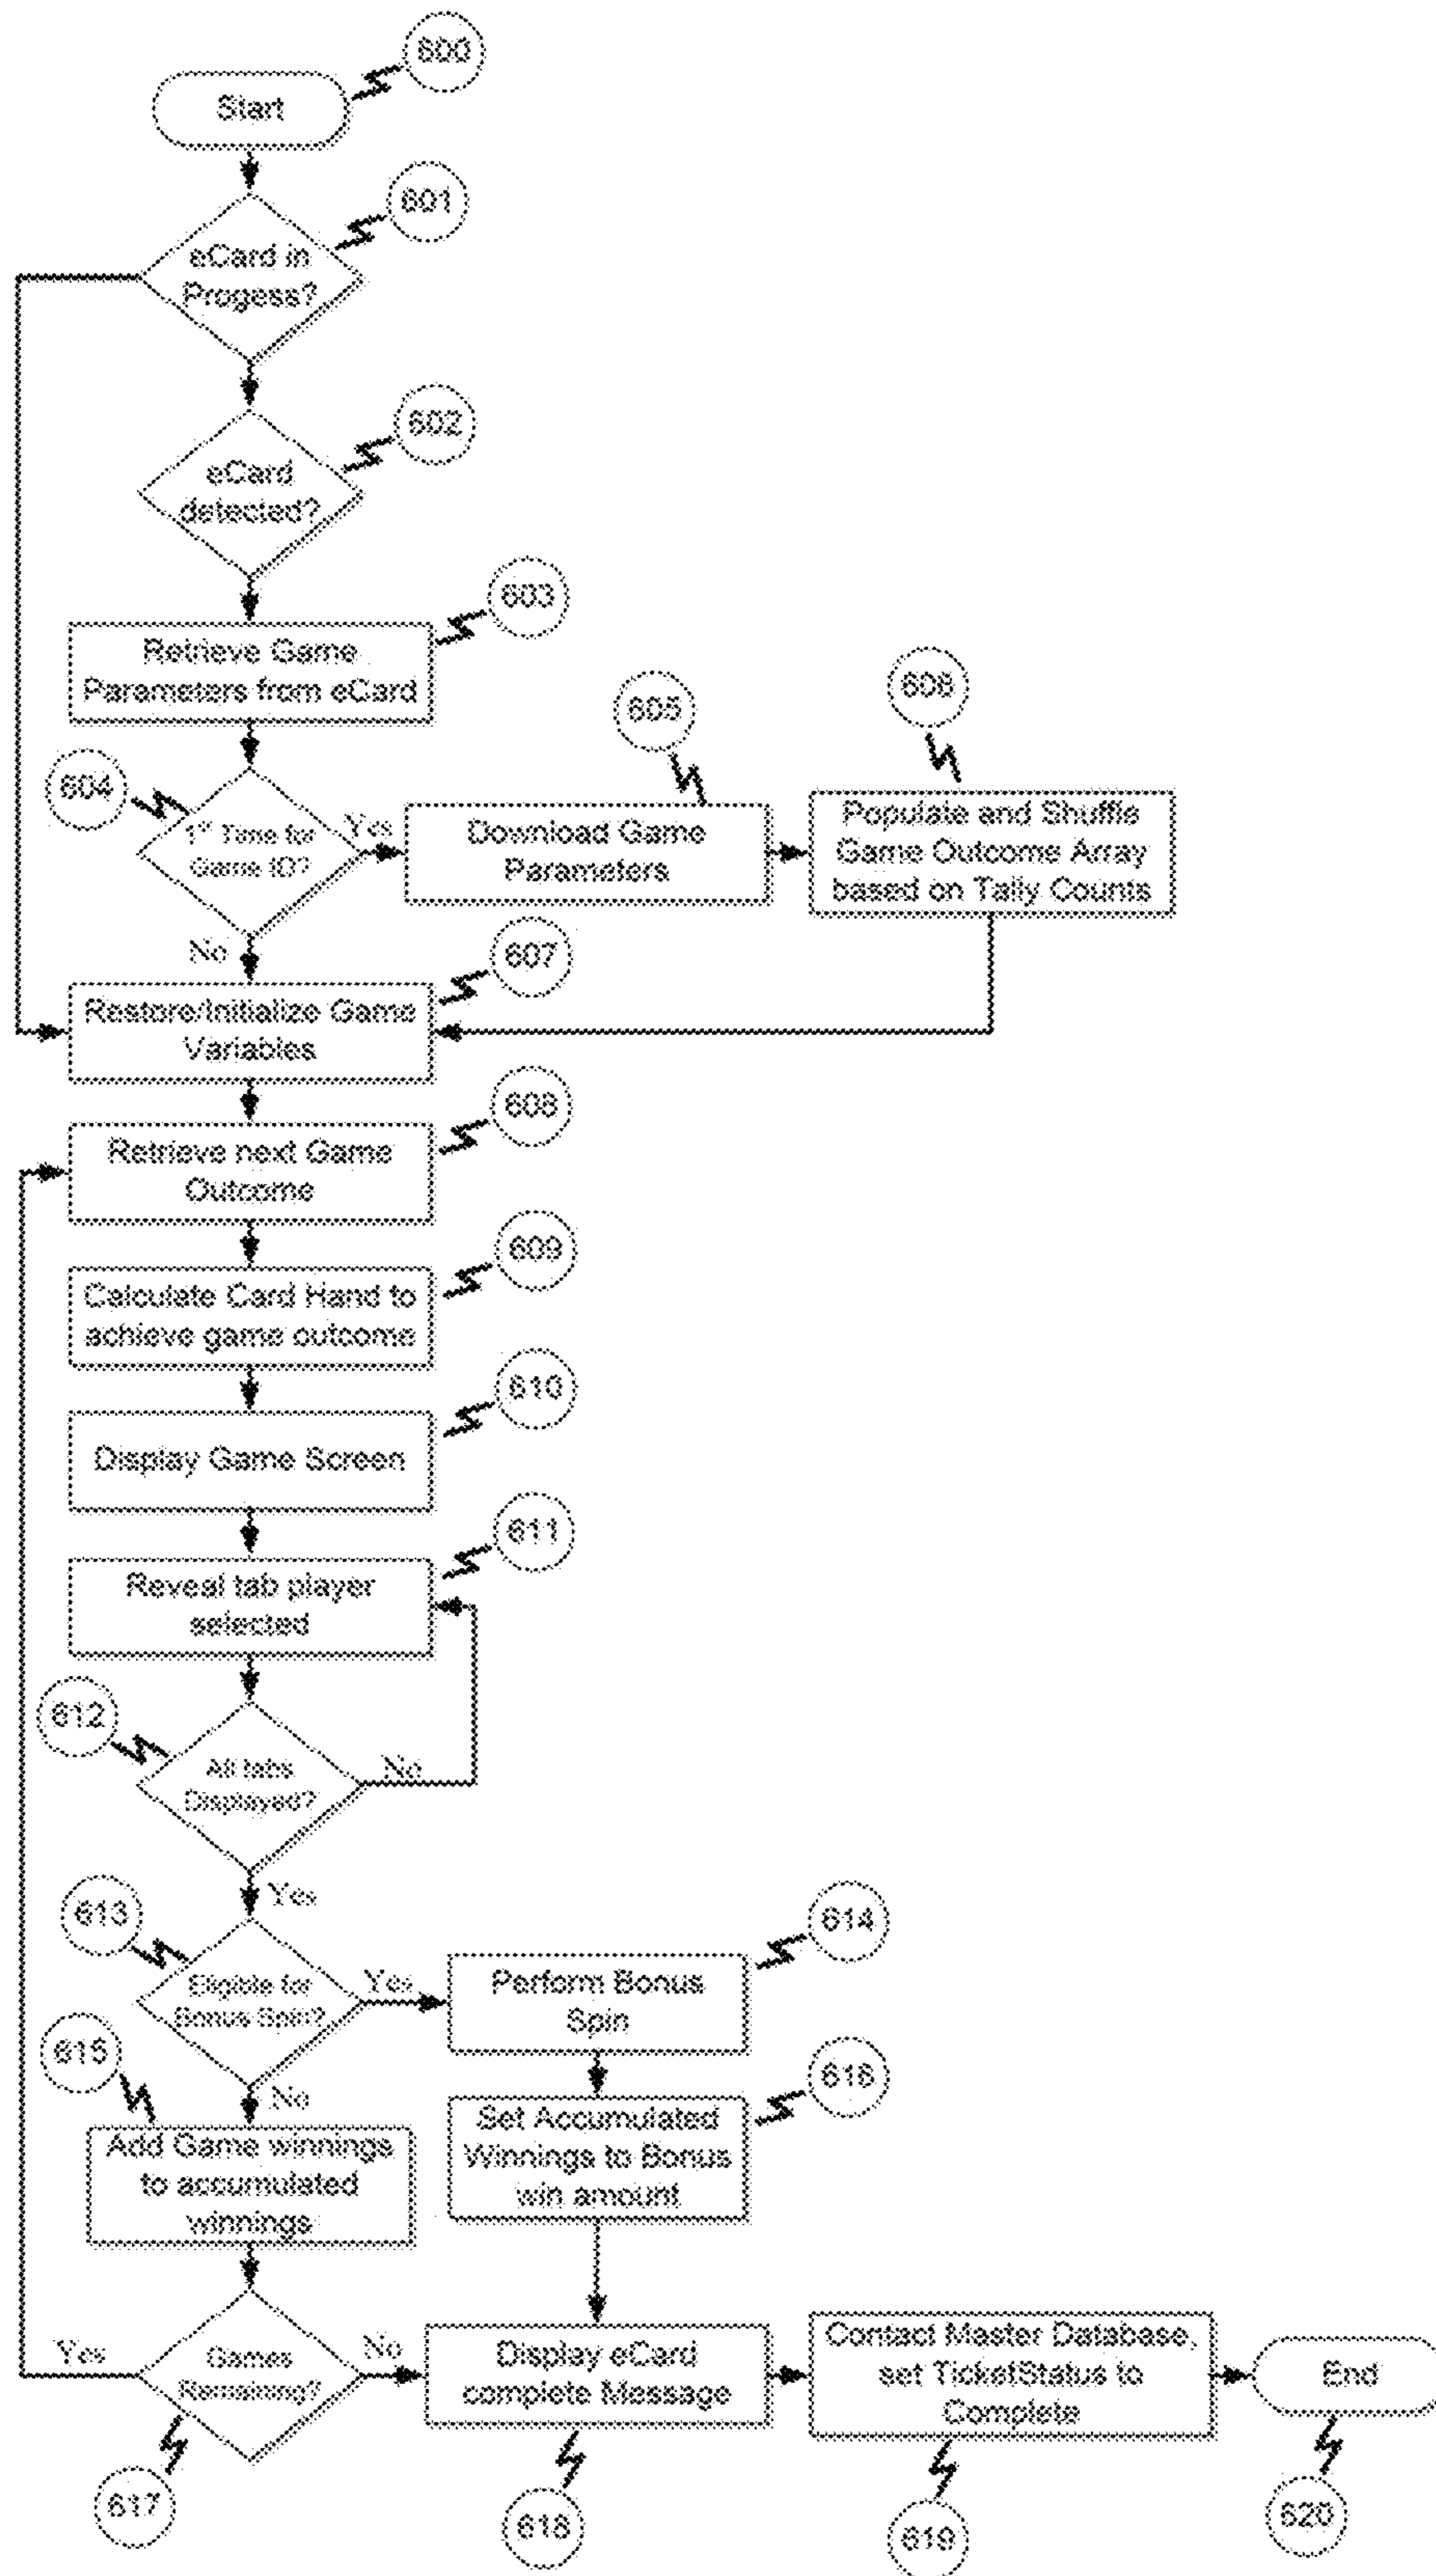 600
Start
601
eCard in
Progess?
602
eCard
detected?
603
Retrieve Game
Parameters from eCard
604
1st Time for
Game ID?
Yes
605
Download Game
Parameters
606
Populate and Shuffle
Game Outcome Array
based on Tally Counts
No
607
Restore/Initialize Game
Variables
608
Retrieve next Game
Outcome
609
Calculate Card Hand to
achieve game outcome
610
Display Game Screen
611
Reveal tab player
selected
612
All tabs
Displayed?
No
Yes
613
Eligible for
Bonus Spin?
Yes
614
Perform Bonus
Spin
615
No
616
Add Game winnings
to accumulated
winnings
Set Accumulated
Winnings to Bonus
win amount
Yes
Games
Remaining?
No
Display eCard
complete Message
Contact Master Database,
set TicketStatus to
Complete
End
617
618
619
620